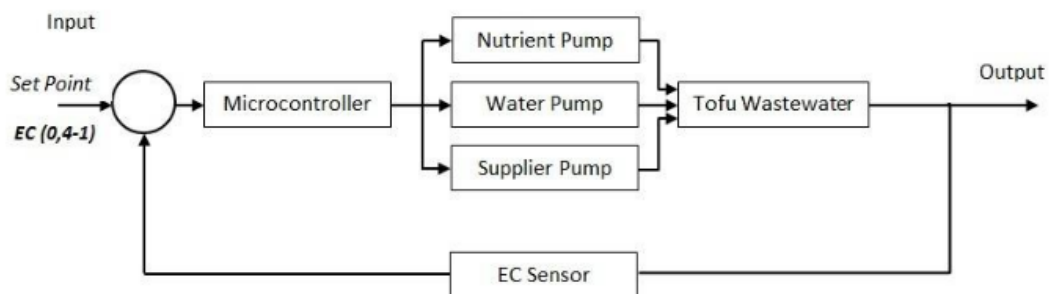 Input
Set Point
EC (0,4-1)
Microcontroller
Nutrient Pump
Water Pump
Supplier Pump
Tofu Wastewater
Output
EC Sensor